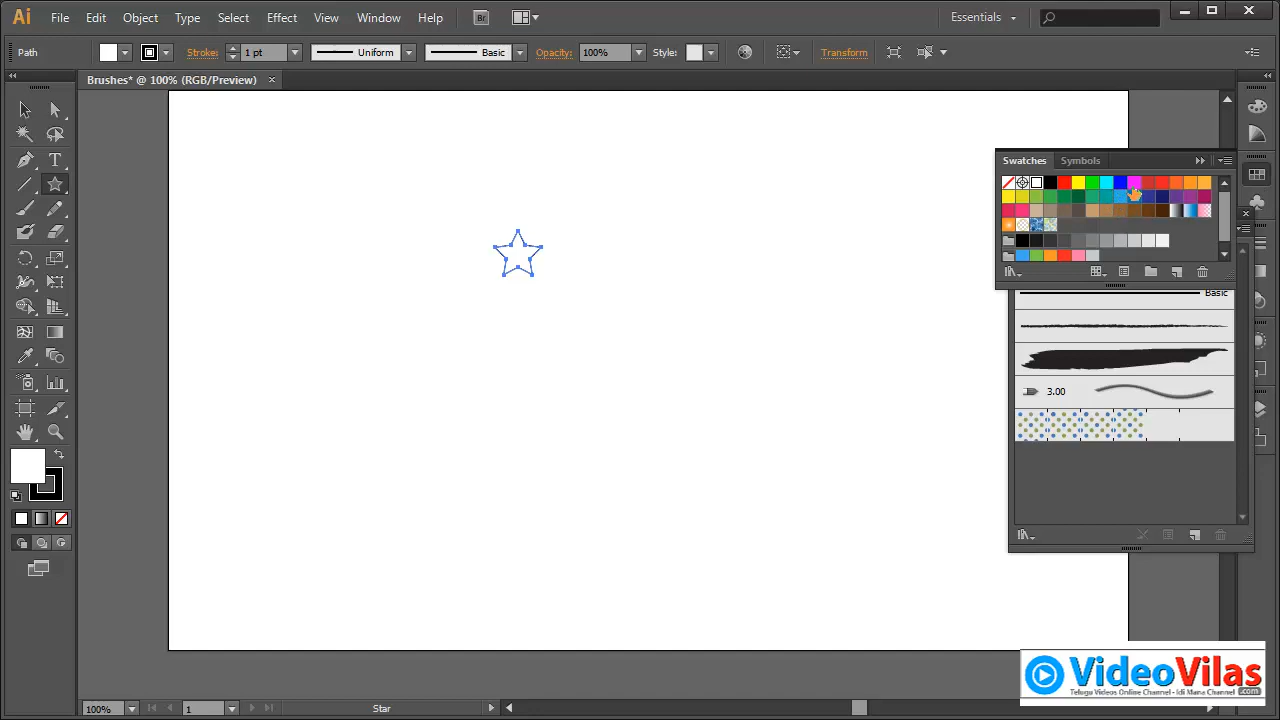 Ai File Edit Object Type Select Effect View Window Help Br Essentials
Path Stroke: 1 pt Uniform Basic Opacity: 100% Style: Transform
Brushes* @ 100% (RGB/Preview)
Swatches Symbols
Basic
3.00
VideoVilas
.com
Telugu Videos Online Channel - Idi Mana Channel
100% 1 Star